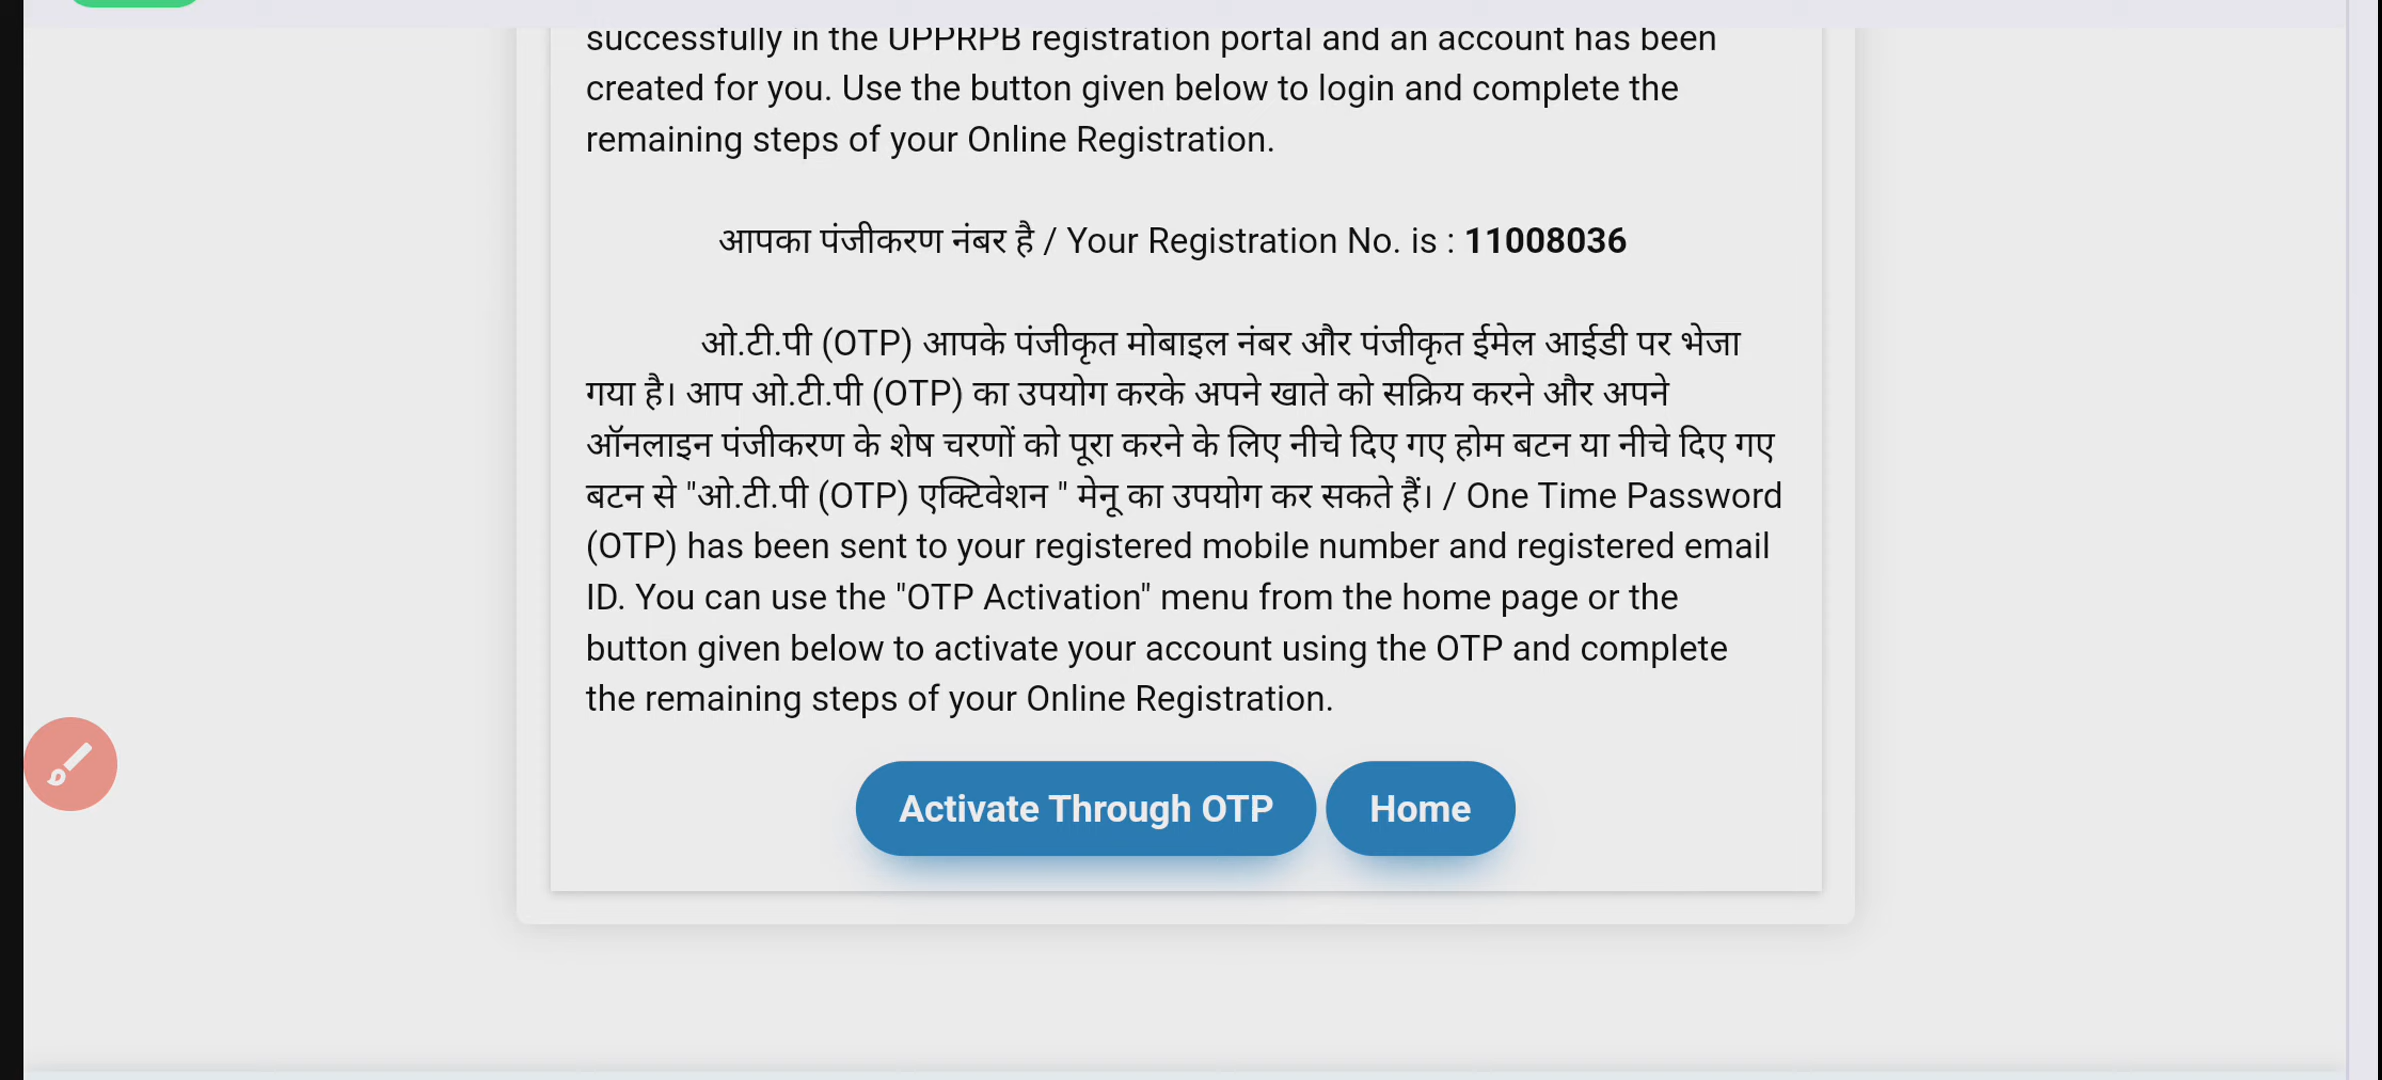 successfully in the UPPRPB registration portal and an account has been
created for you. Use the button given below to login and complete the
remaining steps of your Online Registration.
आपका पंजीकरण नंबर है / Your Registration No. is : 11008036
ओ.टी.पी (OTP) आपके पंजीकृत मोबाइल नंबर और पंजीकृत ईमेल आईडी पर भेजा
गया है। आप ओ.टी.पी (OTP) का उपयोग करके अपने खाते को सक्रिय करने और अपने
ऑनलाइन पंजीकरण के शेष चरणों को पूरा करने के लिए नीचे दिए गए होम बटन या नीचे दिए गए
बटन से "ओ.टी.पी (OTP) एक्टिवेशन " मेनू का उपयोग कर सकते हैं। / One Time Password
(OTP) has been sent to your registered mobile number and registered email
ID. You can use the "OTP Activation" menu from the home page or the
button given below to activate your account using the OTP and complete
the remaining steps of your Online Registration.
Activate Through OTP Home